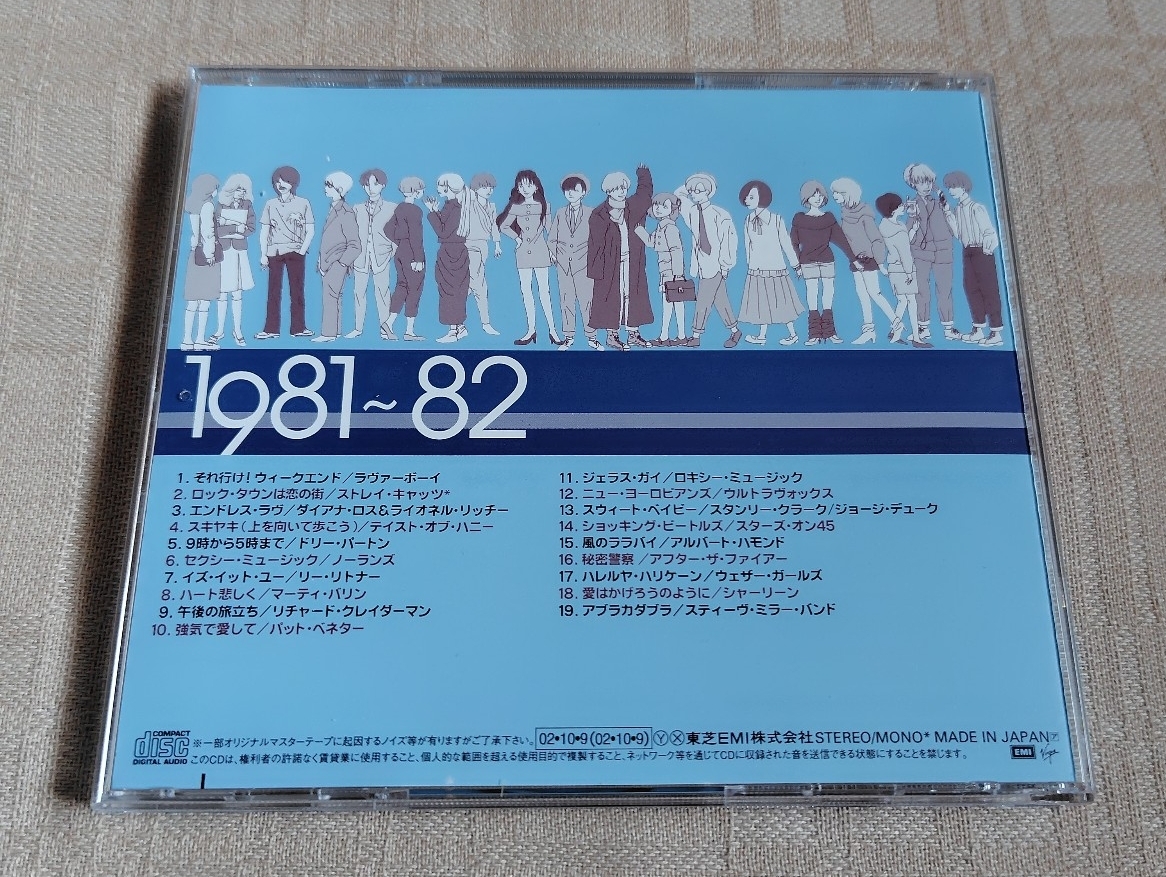 1981~82
1. それ行け!ウィークエンド/ラヴァーボーイ
2. ロック・タウンは恋の街/ストレイ・キャッツ*
3. エンドレス・ラヴ/ダイアナ・ロス&ライオネル・リッチー
4. スキヤキ(上を向いて歩こう)/テイスト・オブ・ハニー
5. 9時から5時まで/ドリー・パートン
6. セクシー・ミュージック/ノーランズ
7. イズ・イット・ユー/リー・リトナー
8. ハート悲しく/マーティ・バリン
9. 午後の旅立ち/リチャード・クレイダーマン
10. 強気で愛して/パット・ベネター
11. ジェラス・ガイ/ロキシー・ミュージック
12. ニュー・ヨーロピアンズ/ウルトラヴォックス
13. スウィート・ベイビー/スタンリー・クラーク/ジョージ・デューク
14. ショッキング・ビートルズ/スターズ・オン45
15. 風のララバイ/アルバート・ハモンド
16. 秘密警察/アフター・ザ・ファイアー
17. ハレルヤ・ハリケーン/ウェザー・ガールズ
18. 愛はかげろうのように/シャーリーン
19. アブラカダブラ/スティーヴ・ミラー・バンド
COMPACT
disc
DIGITAL AUDIO
※一部オリジナルマスターテープに起因するノイズ等が有りますがご了承下さい。 02•10•9(02•10•9) Ⓨ Ⓧ 東芝EMI株式会社 STEREO/MONO* MADE IN JAPAN
このCDは、権利者の許諾なく賃貸業に使用すること、個人的な範囲を超える使用目的で複製すること、ネットワーク等を通じてCDに収録された音を送信できる状態にすることを禁じます。
EMI
Virgin